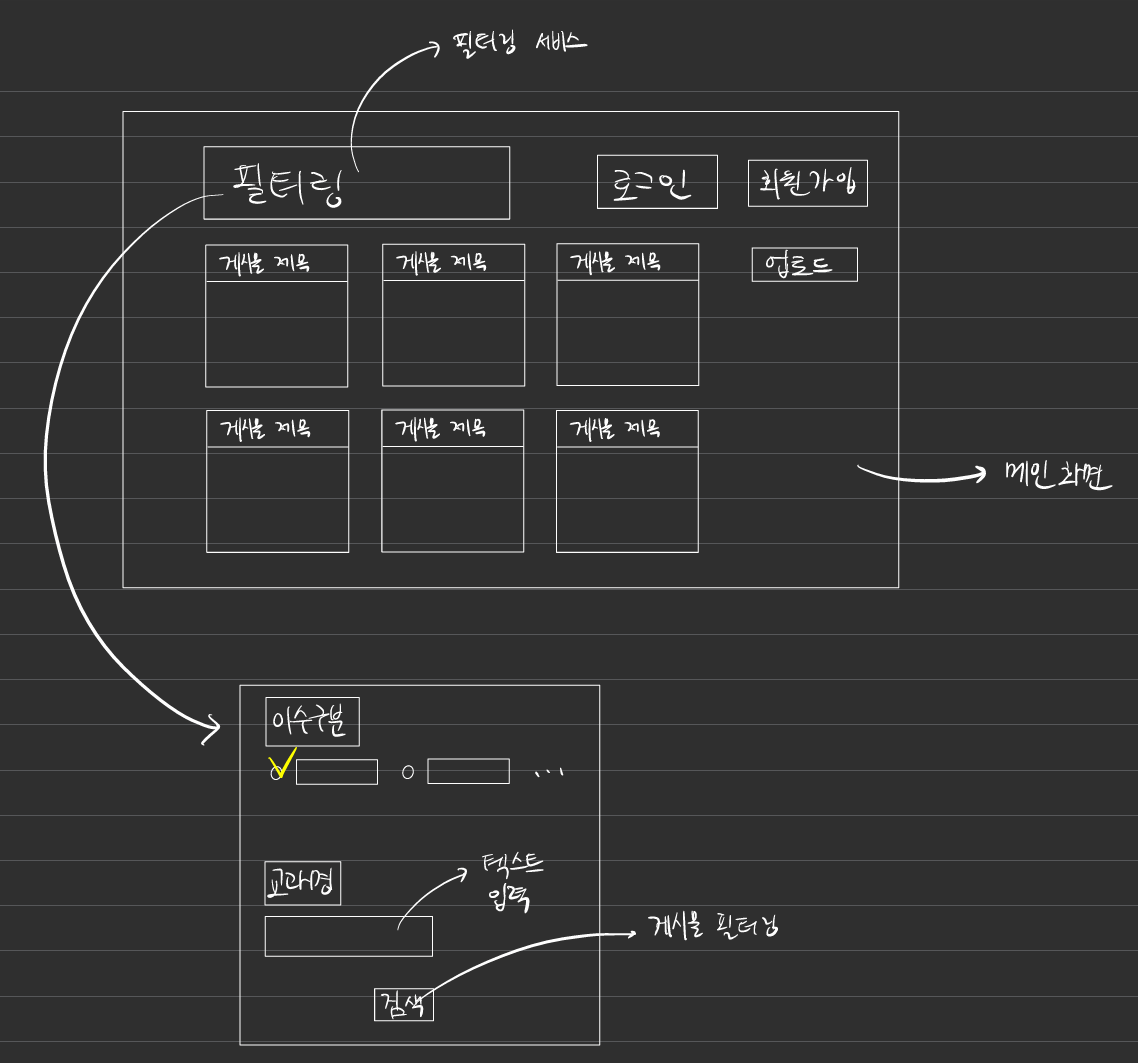 필터링 서비스
필터링
로그인
회원가입
게시물 제목
게시물 제목
게시물 제목
업로드
게시물 제목
게시물 제목
게시물 제목
메인 화면
이수구분
...
교과명
텍스트
입력
게시물 필터링
검색